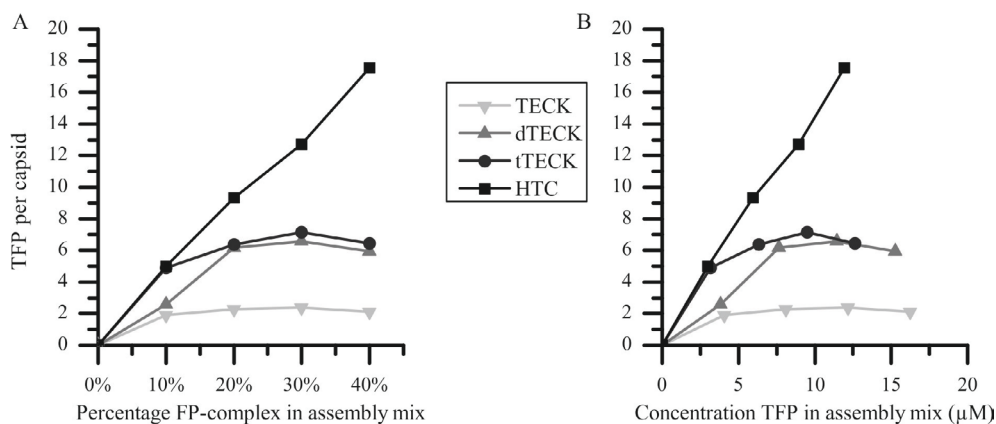 A
TFP per capsid
20
18
16
14
12
10
8
6
4
2
0
0% 10% 20% 30% 40%
Percentage FP-complex in assembly mix
TECK
dTECK
tTECK
HTC
B
20
18
16
14
12
10
8
6
4
2
0
0 5 10 15 20
Concentration TFP in assembly mix (μM)